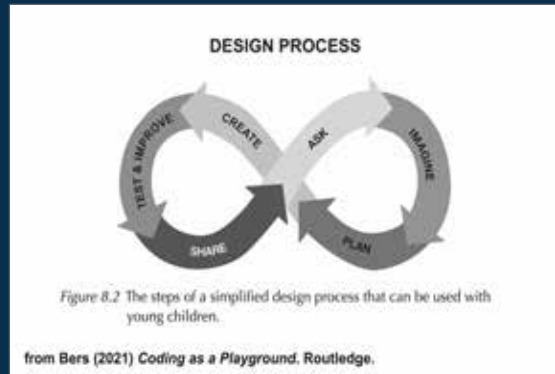 DESIGN PROCESS
ASK
IMAGINE
PLAN
CREATE
TEST & IMPROVE
SHARE
Figure 8.2 The steps of a simplified design process that can be used with
young children.
from Bers (2021) Coding as a Playground. Routledge.